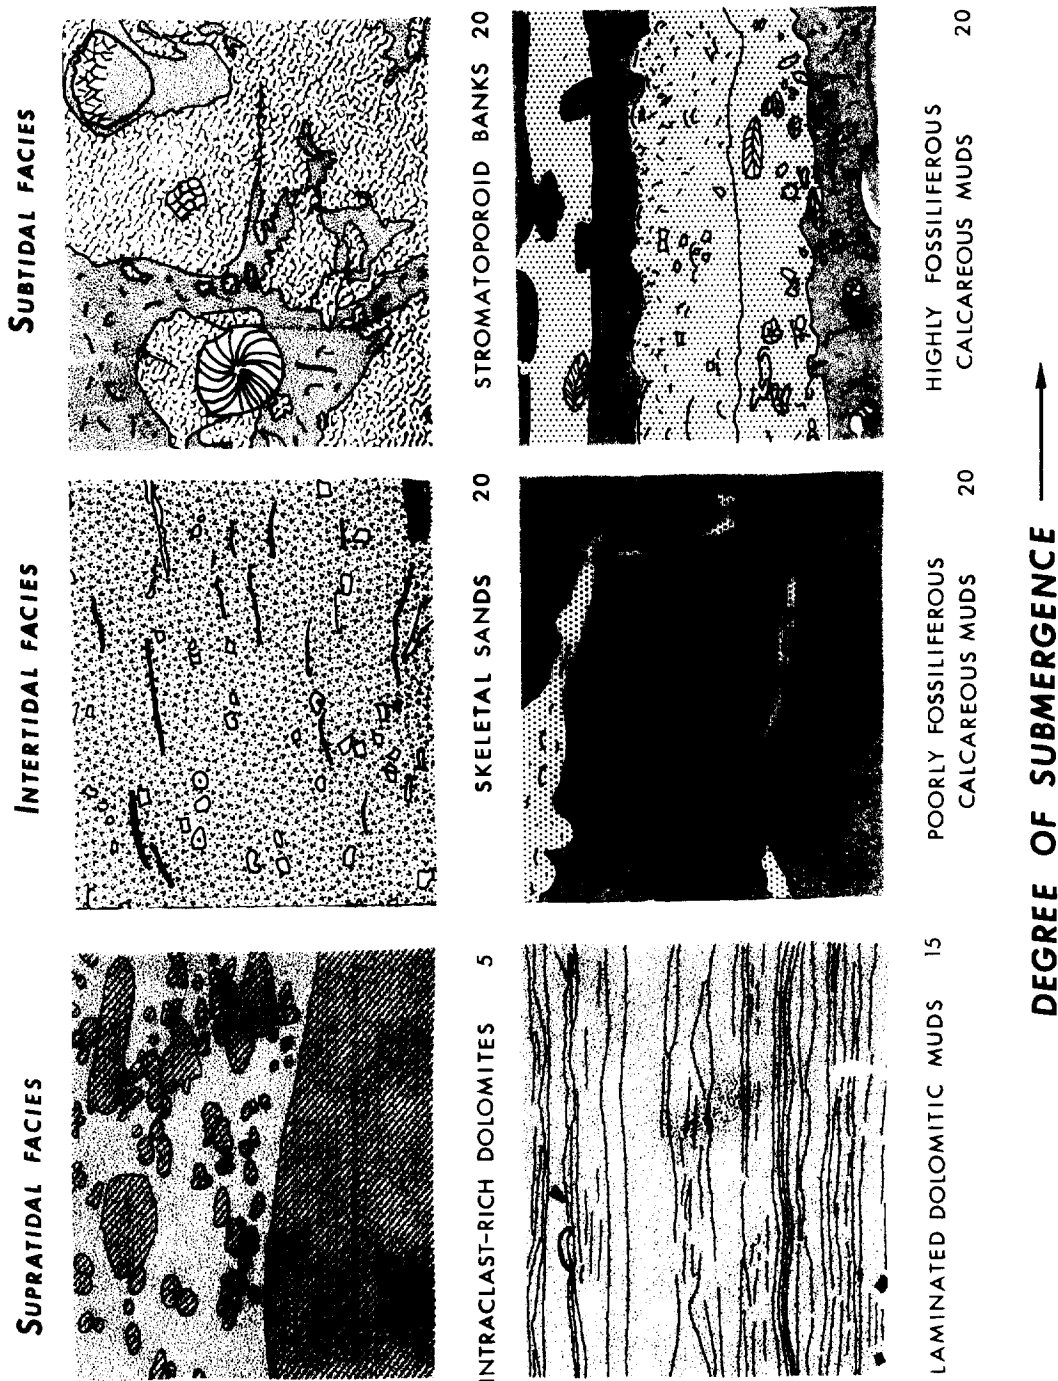 SUPRATIDAL FACIES
INTERTIDAL FACIES
SUBTIDAL FACIES
INTRACLAST-RICH DOLOMITES 5
SKELETAL SANDS 20
STROMATOPOROID BANKS 20
LAMINATED DOLOMITIC MUDS 15
POORLY FOSSILIFEROUS 20
CALCAREOUS MUDS
HIGHLY FOSSILIFEROUS 20
CALCAREOUS MUDS
DEGREE OF SUBMERGENCE